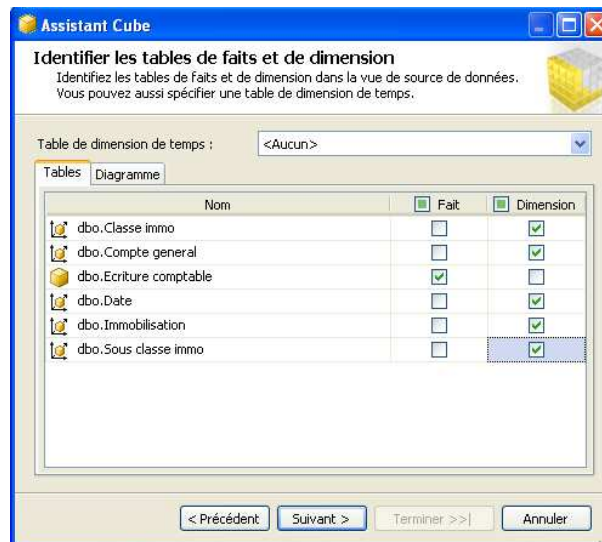 Assistant Cube
Identifier les tables de faits et de dimension
Identifiez les tables de faits et de dimension dans la vue de source de données.
Vous pouvez aussi spécifier une table de dimension de temps.
Table de dimension de temps : <Aucun>
Tables Diagramme
Nom Fait Dimension
dbo.Classe immo
dbo.Compte general
dbo.Ecriture comptable
dbo.Date
dbo.Immobilisation
dbo.Sous classe immo
< Précédent Suivant > Terminer >>| Annuler